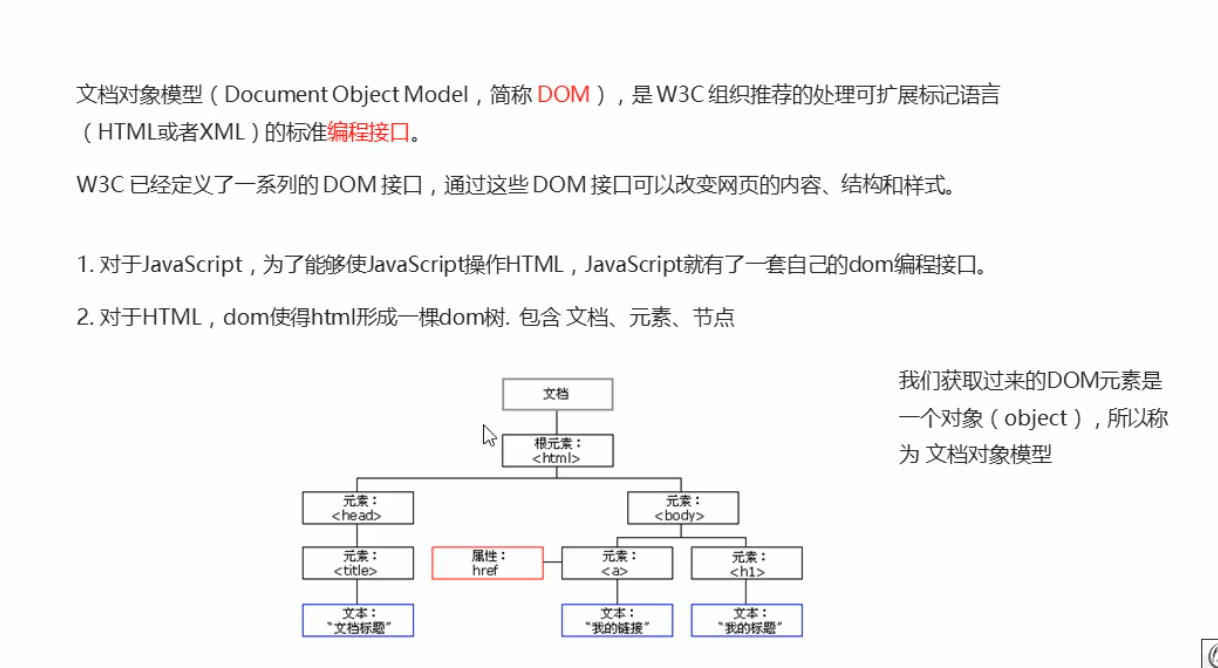 文档对象模型（Document Object Model，简称 DOM），是 W3C 组织推荐的处理可扩展标记语言
（HTML或者XML）的标准编程接口。
W3C 已经定义了一系列的 DOM 接口，通过这些 DOM 接口可以改变网页的内容、结构和样式。
1. 对于JavaScript，为了能够使JavaScript操作HTML，JavaScript就有了一套自己的dom编程接口。
2. 对于HTML，dom使得html形成一棵dom树. 包含 文档、元素、节点
我们获取过来的DOM元素是
一个对象（object），所以称
为 文档对象模型
文档
根元素：
<html>
元素：
<head>
元素：
<body>
元素：
<title>
属性：
href
元素：
<a>
元素：
<h1>
文本：
“文档标题”
文本：
“我的链接”
文本：
“我的标题”